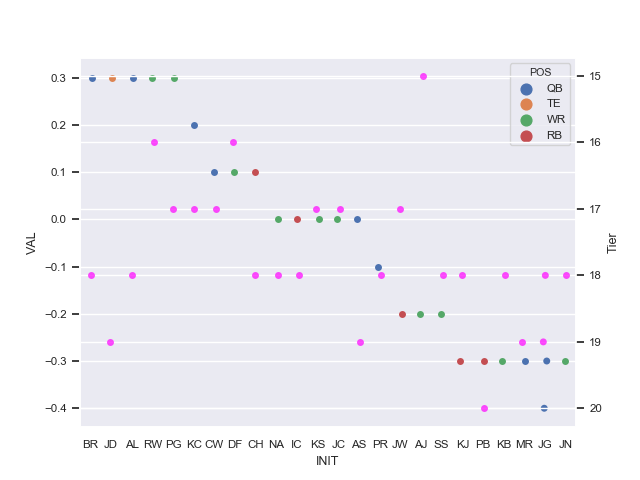 POS
QB
TE
WR
RB
VAL
0.3
0.2
0.1
0.0
−0.1
−0.2
−0.3
−0.4
Tier
15
16
17
18
19
20
BR JD AL RW PG KC CW DF CH NA IC KS JC AS PR JW AJ SS KJ PB KB MR JG JN
INIT